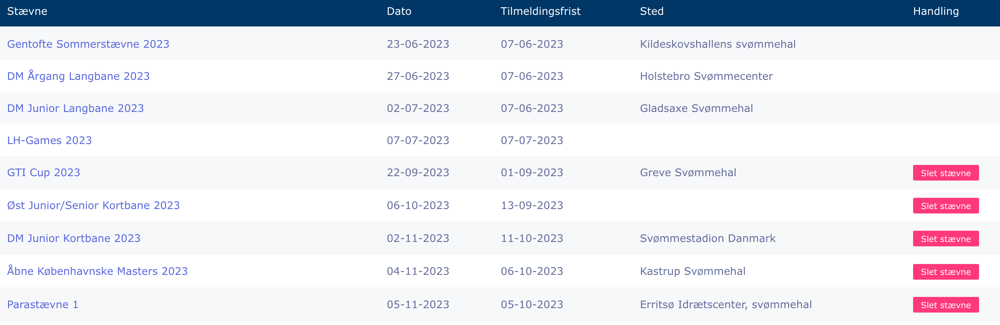 Stævne Dato Tilmeldingsfrist Sted Handling
Gentofte Sommerstævne 2023 23-06-2023 07-06-2023 Kildeskovshallens svømmehal
DM Årgang Langbane 2023 27-06-2023 07-06-2023 Holstebro Svømmecenter
DM Junior Langbane 2023 02-07-2023 07-06-2023 Gladsaxe Svømmehal
LH-Games 2023 07-07-2023 07-07-2023
GTI Cup 2023 22-09-2023 01-09-2023 Greve Svømmehal Slet stævne
Øst Junior/Senior Kortbane 2023 06-10-2023 13-09-2023 Slet stævne
DM Junior Kortbane 2023 02-11-2023 11-10-2023 Svømmestadion Danmark Slet stævne
Åbne Københavnske Masters 2023 04-11-2023 06-10-2023 Kastrup Svømmehal Slet stævne
Parastævne 1 05-11-2023 05-10-2023 Erritsø Idrætscenter, svømmehal Slet stævne